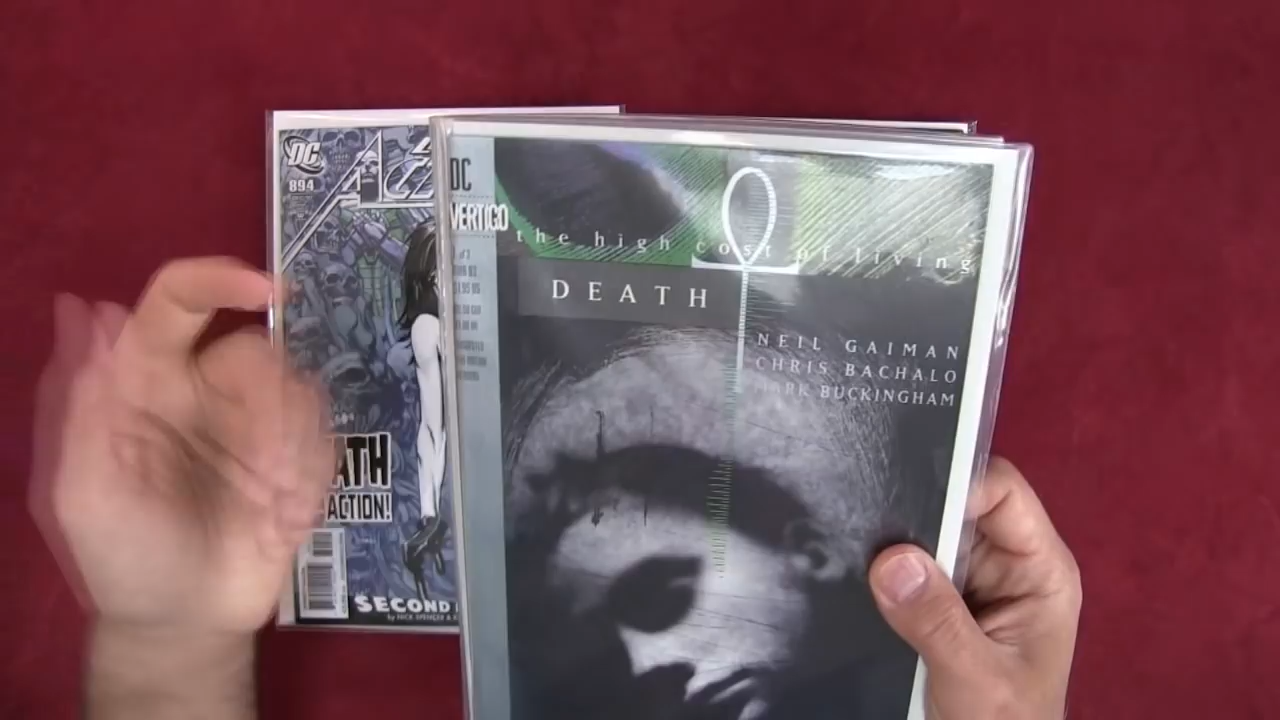 DC
894
ATH
ACTION!
SECOND
DC
VERTIGO
the high cost of living
DEATH
NEIL GAIMAN
CHRIS BACHALO
MARK BUCKINGHAM